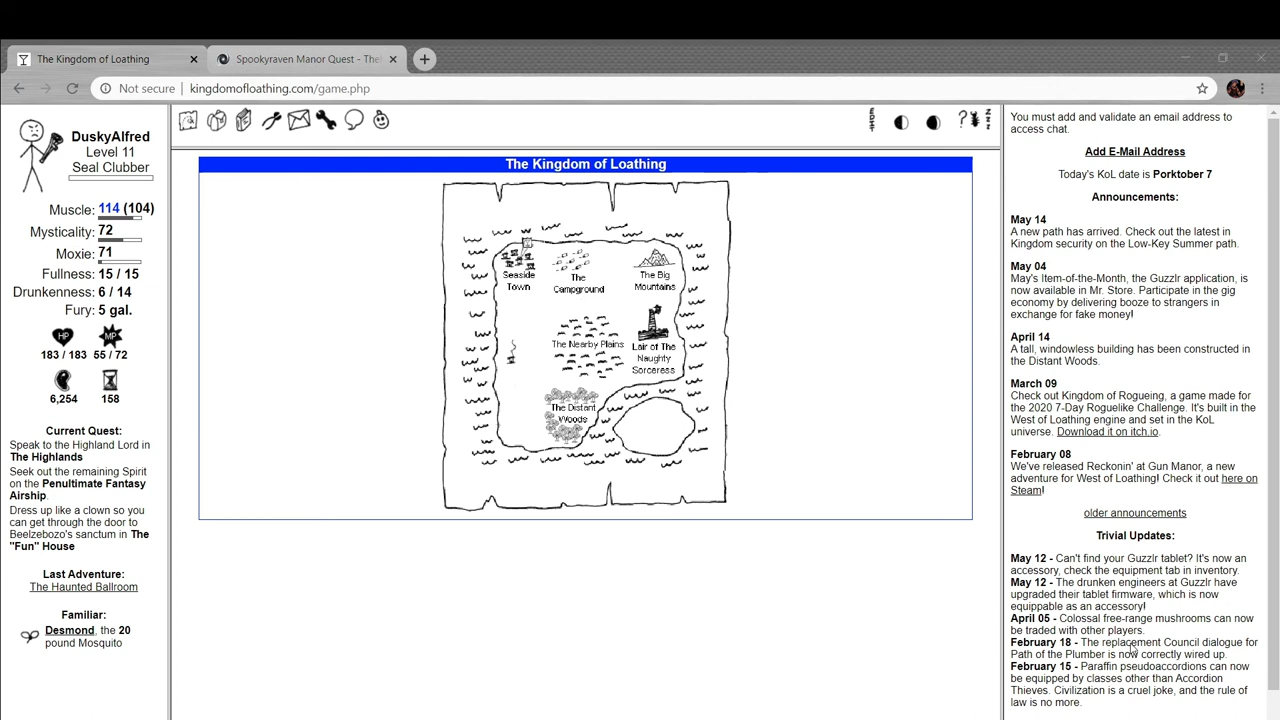 The Kingdom of Loathing
Spookyraven Manor Quest - The
Not secure
kingdomofloathing.com/game.php
DuskyAlfred
Level 11
Seal Clubber
Muscle: 114 (104)
Mysticality: 72
Moxie: 71
Fullness: 15 / 15
Drunkenness: 6 / 14
Fury: 5 gal.
HP
MP
183 / 183
55 / 72
6,254
158
Current Quest:
Speak to the Highland Lord in
The Highlands
Seek out the remaining Spirit
on the Penultimate Fantasy
Airship.
Dress up like a clown so you
can get through the door to
Beelzebozo's sanctum in The
"Fun" House
Last Adventure:
The Haunted Ballroom
Familiar:
Desmond, the 20
pound Mosquito
EDIT
?
Z z z
The Kingdom of Loathing
Seaside
Town
The
Campground
The Big
Mountains
The Nearby Plains
Lair of The
Naughty
Sorceress
The Distant
Woods
You must add and validate an email address to
access chat.
Add E-Mail Address
Today's KoL date is Porktober 7
Announcements:
May 14
A new path has arrived. Check out the latest in
Kingdom security on the Low-Key Summer path.
May 04
May's Item-of-the-Month, the Guzzlr application, is
now available in Mr. Store. Participate in the gig
economy by delivering booze to strangers in
exchange for fake money!
April 14
A tall, windowless building has been constructed in
the Distant Woods.
March 09
Check out Kingdom of Rogueing, a game made for
the 2020 7-Day Roguelike Challenge. It's built in the
West of Loathing engine and set in the KoL
universe. Download it on itch.io.
February 08
We've released Reckonin' at Gun Manor, a new
adventure for West of Loathing! Check it out here on
Steam!
older announcements
Trivial Updates:
May 12 - Can't find your Guzzlr tablet? It's now an
accessory, check the equipment tab in inventory.
May 12 - The drunken engineers at Guzzlr have
upgraded their tablet firmware, which is now
equippable as an accessory!
April 05 - Colossal free-range mushrooms can now
be traded with other players.
February 18 - The replacement Council dialogue for
Path of the Plumber is now correctly wired up.
February 15 - Paraffin pseudoaccordions can now
be equipped by classes other than Accordion
Thieves. Civilization is a cruel joke, and the rule of
law is no more.